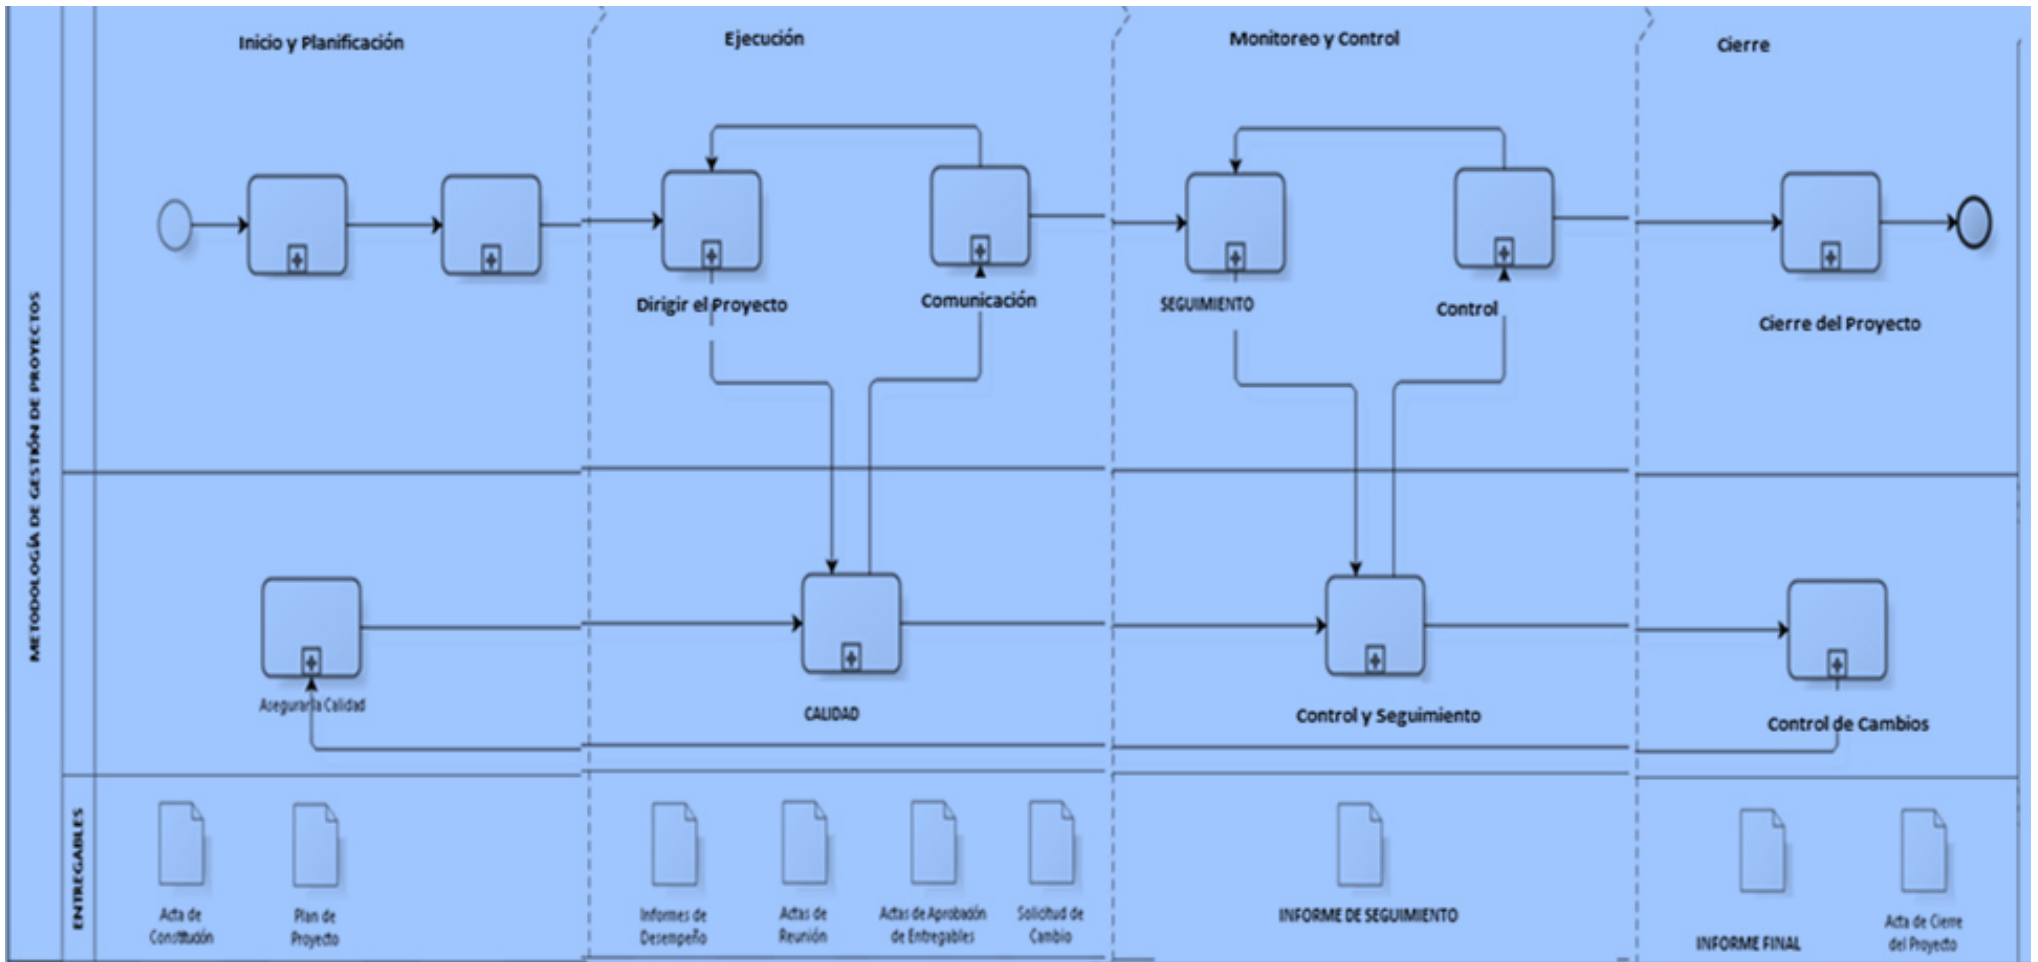 Inicio y Planificación
Ejecución
Monitoreo y Control
Cierre
METODOLOGÍA DE GESTIÓN DE PROYECTOS
Dirigir el Proyecto
Comunicación
SEGUIMIENTO
Control
Cierre del Proyecto
Asegurar la Calidad
CALIDAD
Control y Seguimiento
Control de Cambios
ENTREGABLES
Acta de
Constitución
Plan de
Proyecto
Informes de
Desempeño
Actas de
Reunión
Actas de Aprobación
de Entregables
Solicitud de
Cambio
INFORME DE SEGUIMIENTO
INFORME FINAL
Acta de Cierre
del Proyecto